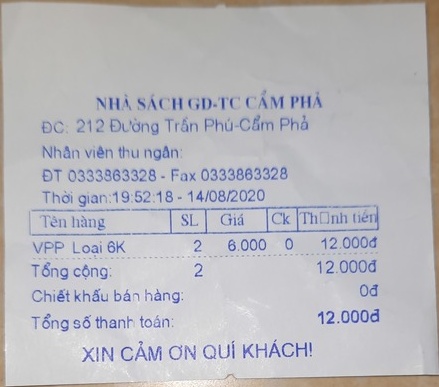 NHÀ SÁCH GD-TC CẨM PHẢ
ĐC: 212 Đường Trần Phú-Cẩm Phả
Nhân viên thu ngân:
ĐT 0333863328 - Fax 0333863328
Thời gian:19:52:18 - 14/08/2020
Tên hàng SL Giá Ck Th□nh tiền
VPP Loại 6K 2 6.000 0 12.000đ
Tổng cộng: 2 12.000đ
Chiết khấu bán hàng: 0đ
Tổng số thanh toán: 12.000đ
XIN CẢM ƠN QUÍ KHÁCH!